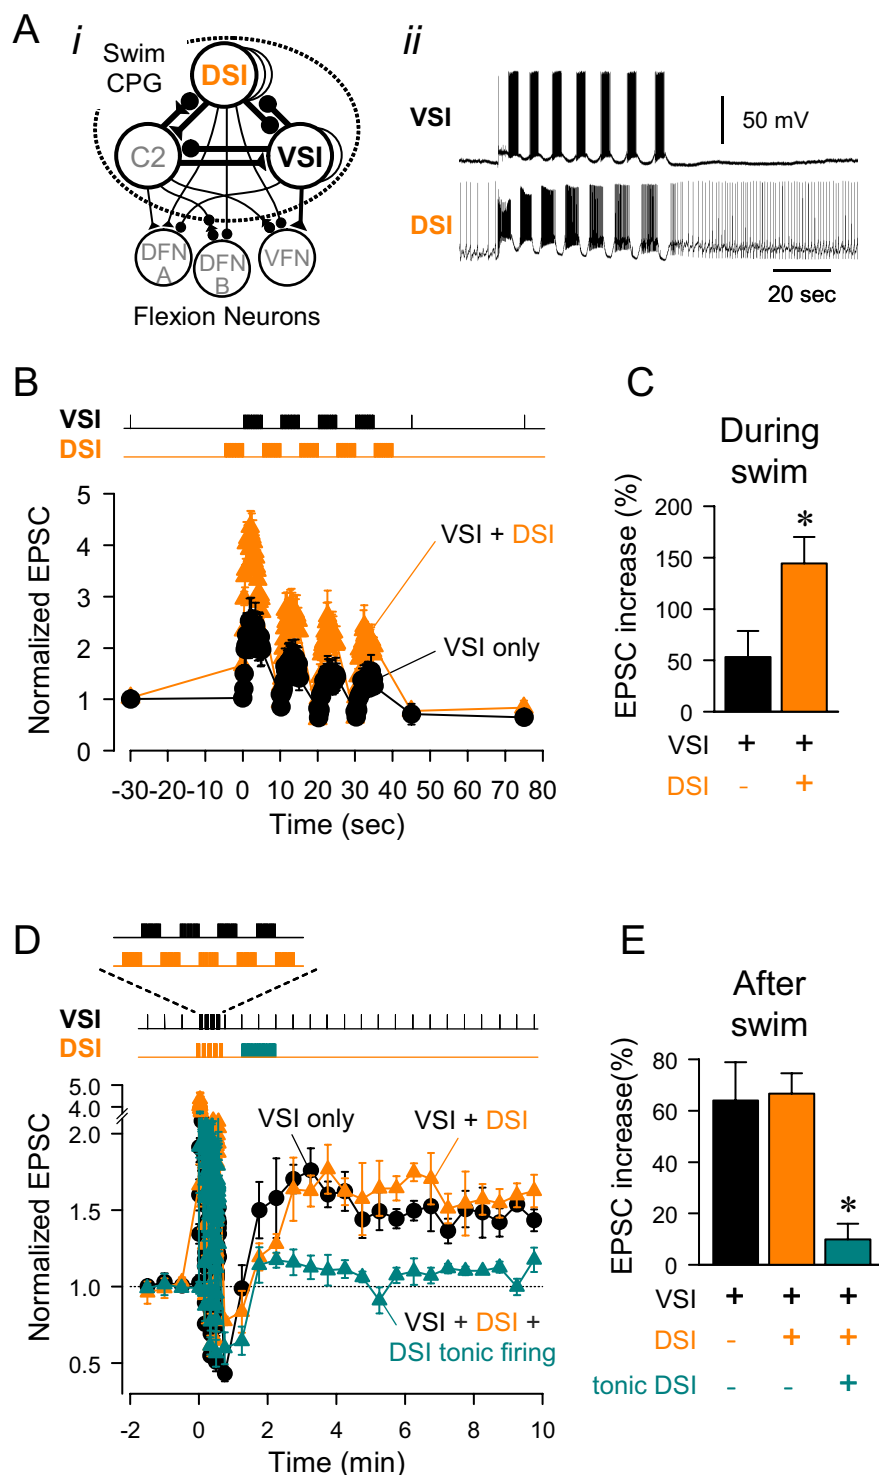 A
i
Swim
CPG
DSI
C2
VSI
DFN
A
DFN
B
VFN
Flexion Neurons
ii
VSI
50 mV
DSI
20 sec
B
VSI
DSI
Normalized EPSC
5
4
3
2
1
0
VSI + DSI
VSI only
-30 -20 -10 0 10 20 30 40 50 60 70 80
Time (sec)
C
During
swim
EPSC increase (%)
200
150
100
50
0
*
VSI + +
DSI - +
D
VSI
DSI
Normalized EPSC
5.0
4.0
2.0
1.5
1.0
0.5
VSI only
VSI + DSI
VSI + DSI +
DSI tonic firing
-2 0 2 4 6 8 10
Time (min)
E
After
swim
EPSC increase(%)
80
60
40
20
0
*
VSI + + +
DSI - + +
tonic DSI - - +